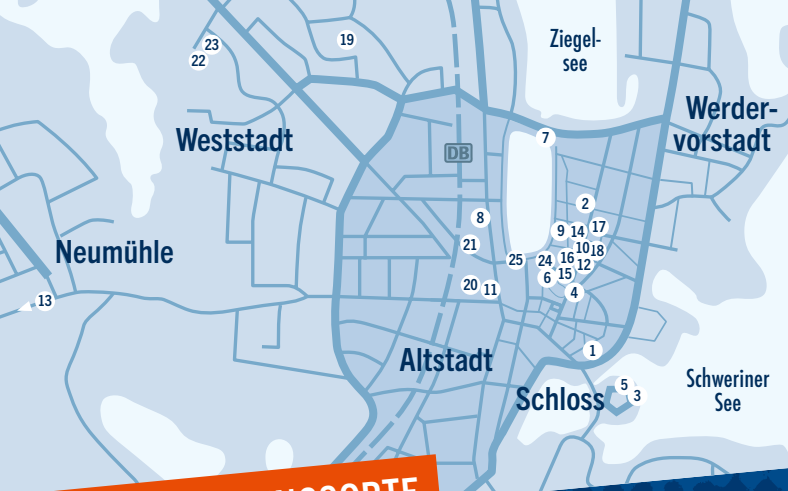 23
22
19
Ziegel-
see
Werder-
vorstadt
Weststadt
7
DB
2
8
9
14
17
21
10
18
Neumühle
25
24
16
12
6
15
20
11
4
13
1
Altstadt
Schloss
5
3
Schweriner
See